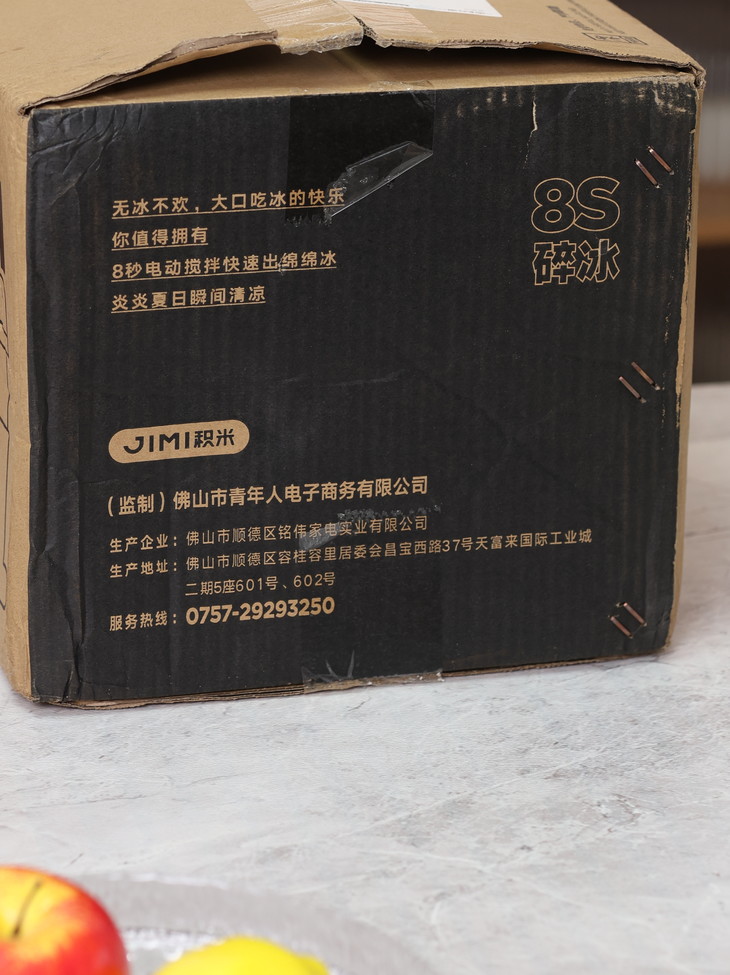 无冰不欢，大口吃冰的快乐
你值得拥有
8秒电动搅拌快速出绵绵冰
炎炎夏日瞬间清凉
8S
碎冰
JIMI积米
(监制) 佛山市青年人电子商务有限公司
生产企业：佛山市顺德区铭伟家电实业有限公司
生产地址：佛山市顺德区容桂容里居委会昌宝西路37号天富来国际工业城
二期5座601号、602号
服务热线：0757-29293250